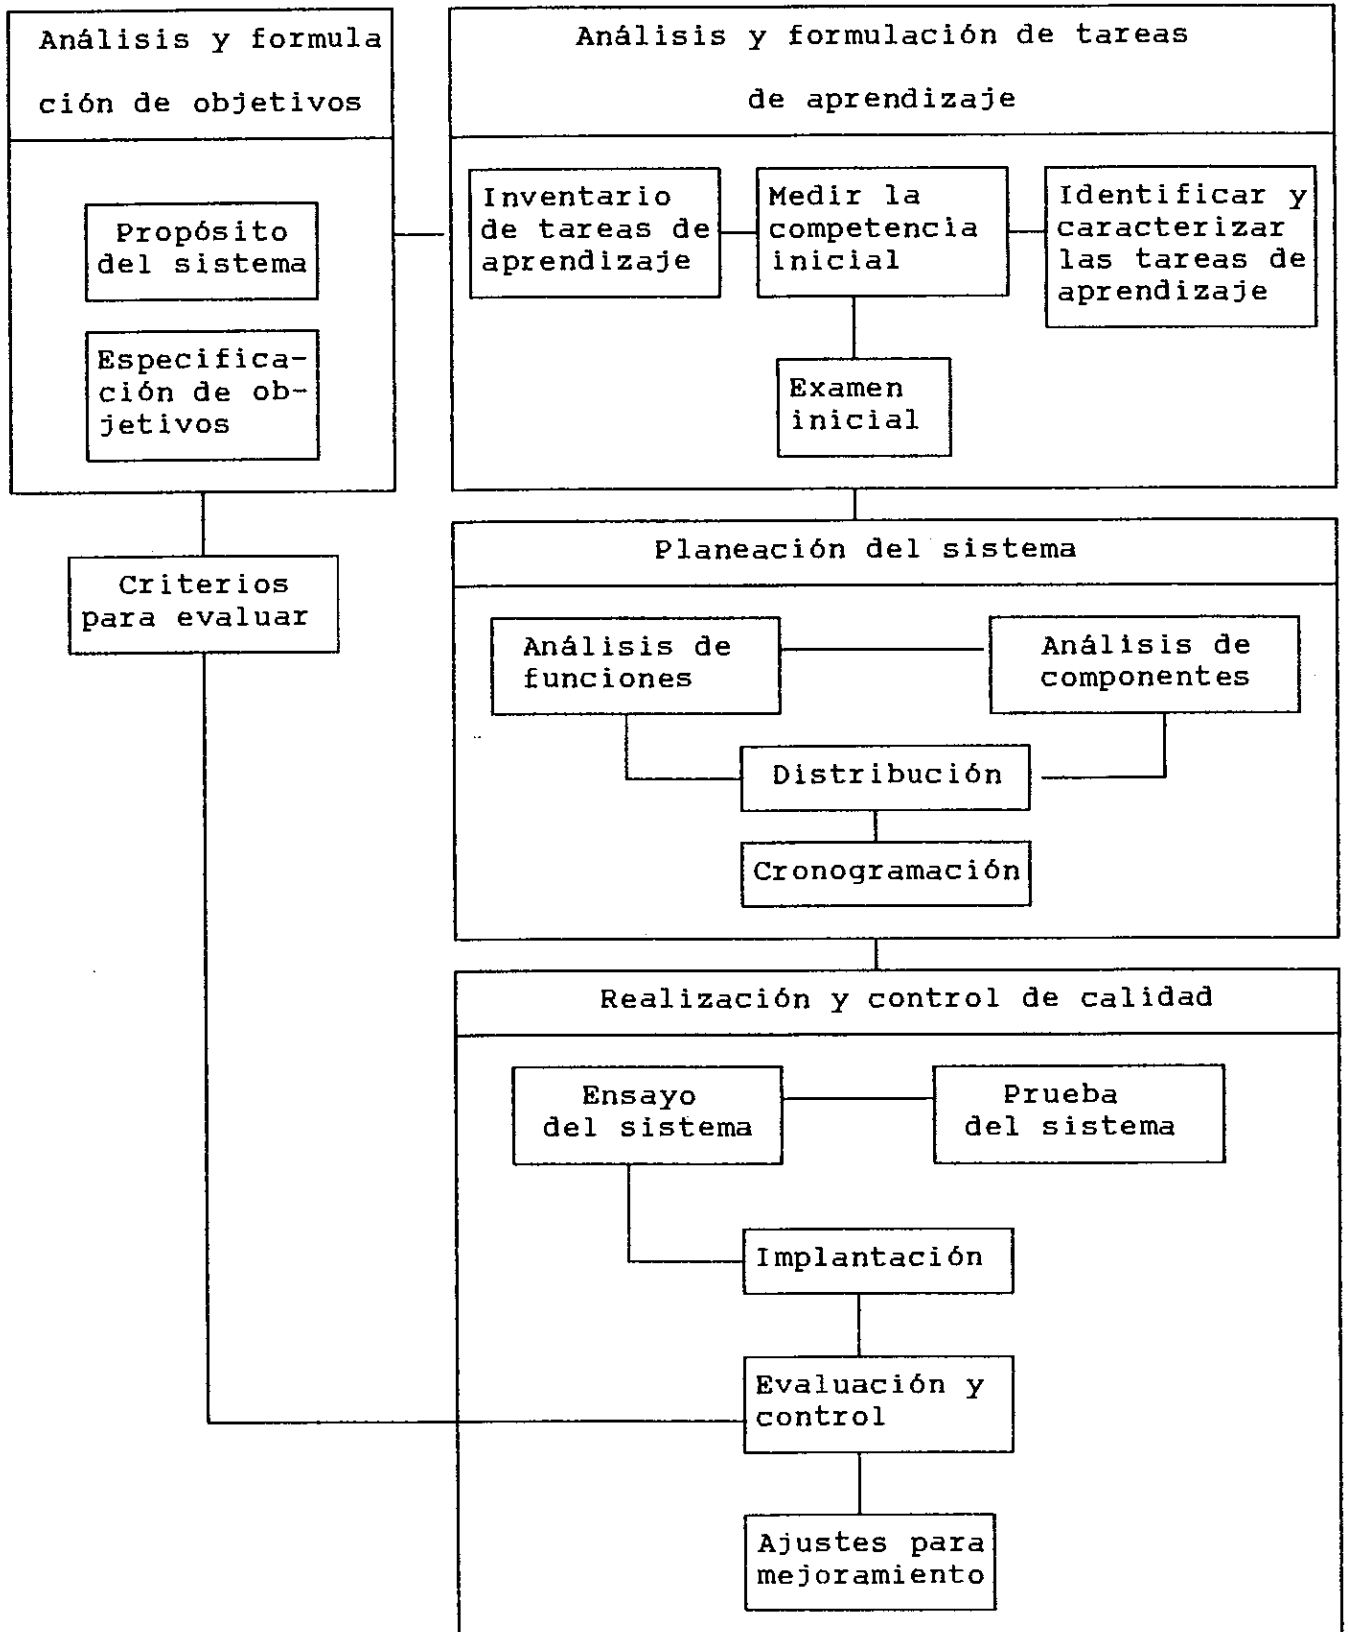 Análisis y formula
ción de objetivos
Propósito
del sistema
Especifica-
ción de ob-
jetivos
Criterios
para evaluar
Análisis y formulación de tareas
de aprendizaje
Inventario
de tareas de
aprendizaje
Medir la
competencia
inicial
Identificar y
caracterizar
las tareas de
aprendizaje
Examen
inicial
Planeación del sistema
Análisis de
funciones
Análisis de
componentes
Distribución
Cronogramación
Realización y control de calidad
Ensayo
del sistema
Prueba
del sistema
Implantación
Evaluación y
control
Ajustes para
mejoramiento